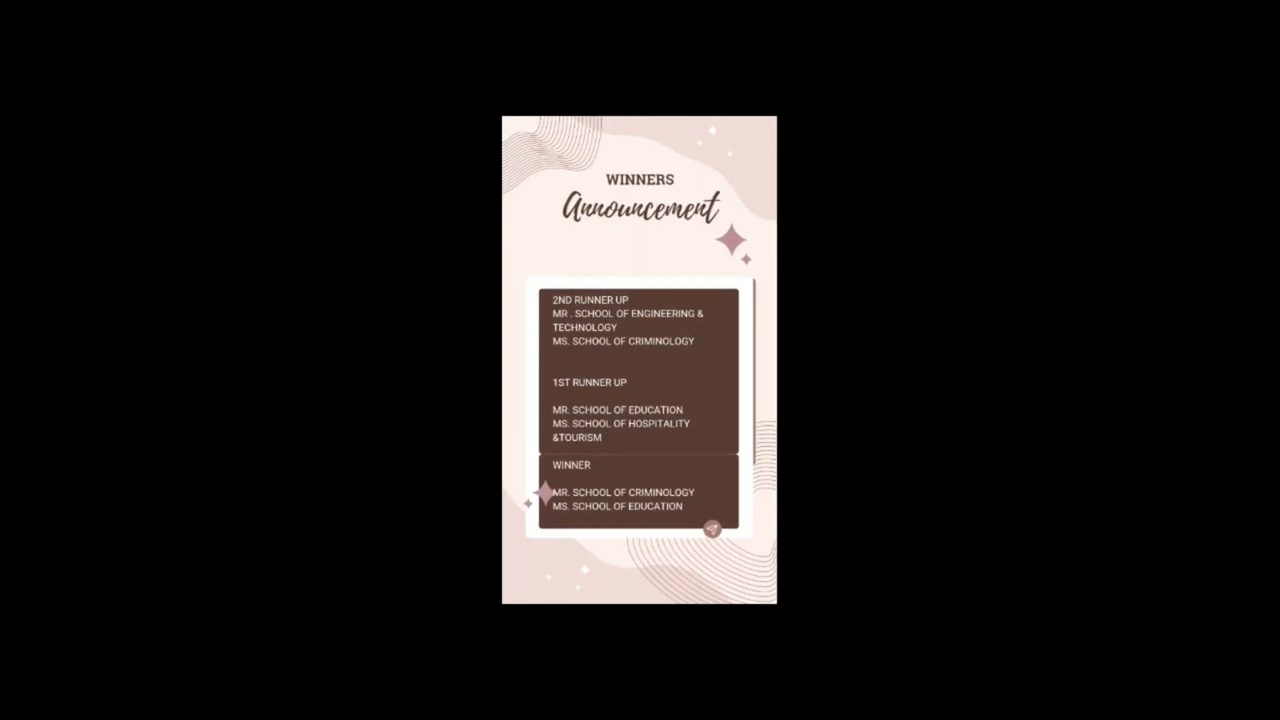 WINNERS
Announcement
2ND RUNNER UP
MR . SCHOOL OF ENGINEERING &
TECHNOLOGY
MS. SCHOOL OF CRIMINOLOGY
1ST RUNNER UP
MR. SCHOOL OF EDUCATION
MS. SCHOOL OF HOSPITALITY
&TOURISM
WINNER
MR. SCHOOL OF CRIMINOLOGY
MS. SCHOOL OF EDUCATION